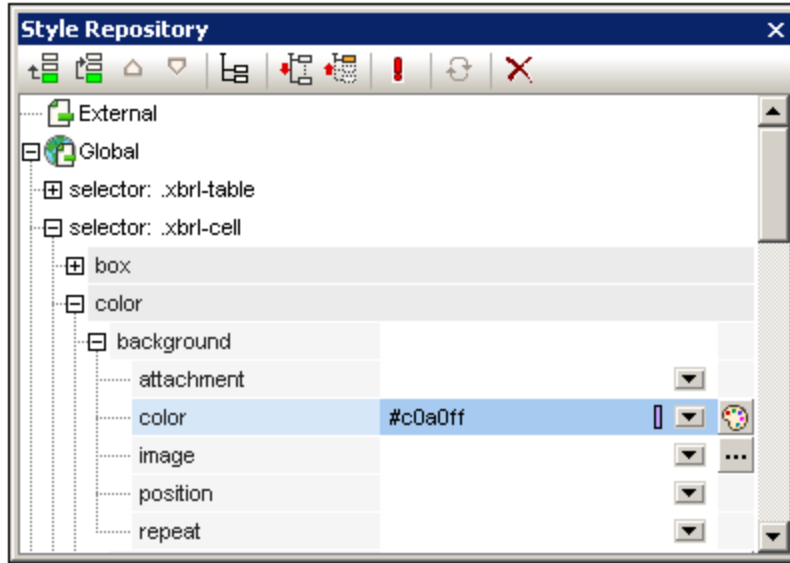 Style Repository
External
Global
selector: .xbrl-table
selector: .xbrl-cell
box
color
background
attachment
color #c0a0ff
image
position
repeat